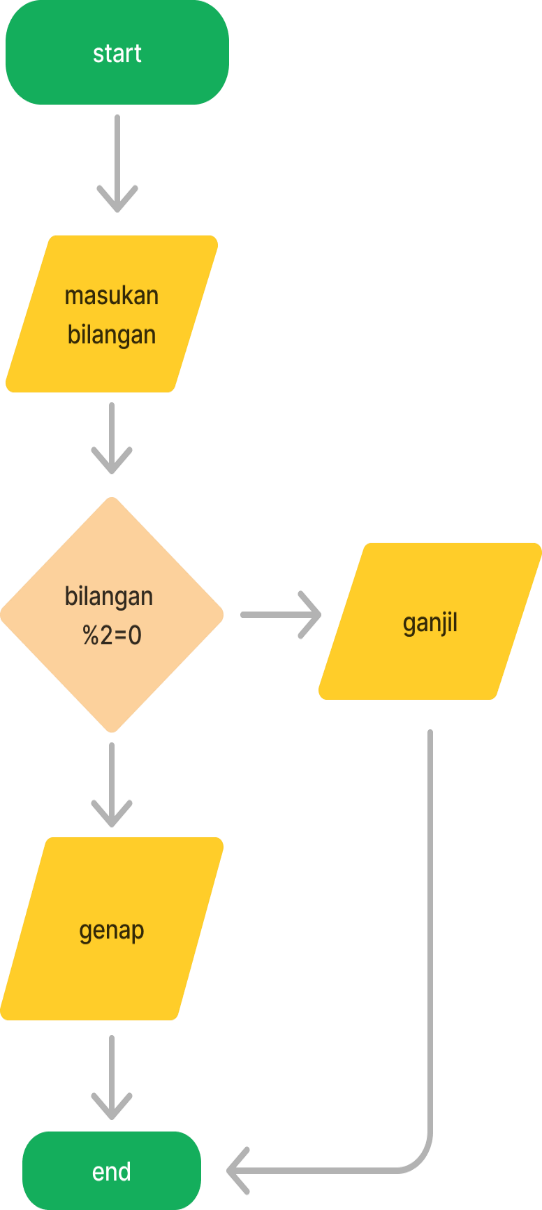 start
masukan
bilangan
bilangan
%2=0
ganjil
genap
end